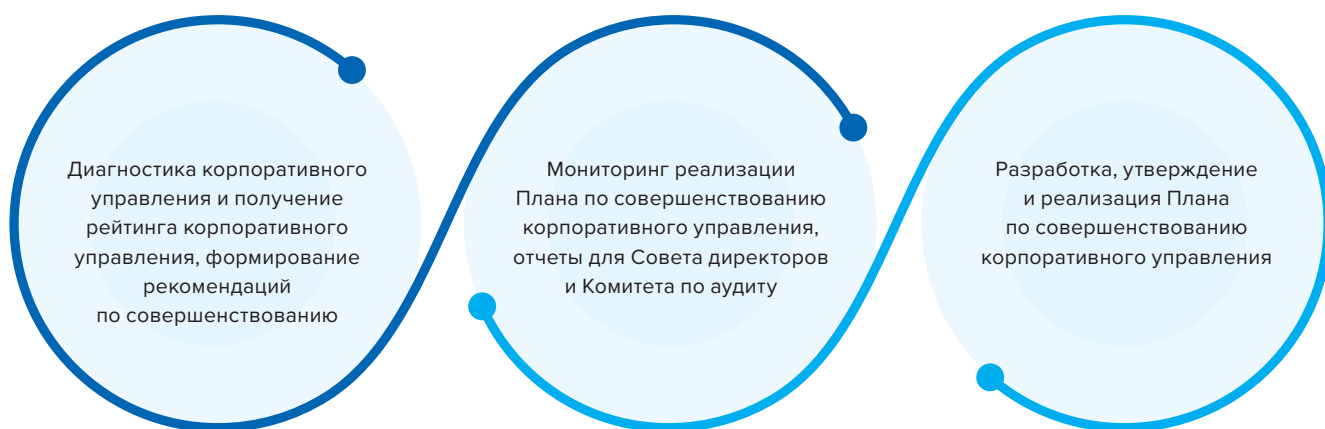 Диагностика корпоративного
управления и получение
рейтинга корпоративного
управления, формирование
рекомендаций
по совершенствованию
Мониторинг реализации
Плана по совершенствованию
корпоративного управления,
отчеты для Совета директоров
и Комитета по аудиту
Разработка, утверждение
и реализация Плана
по совершенствованию
корпоративного управления